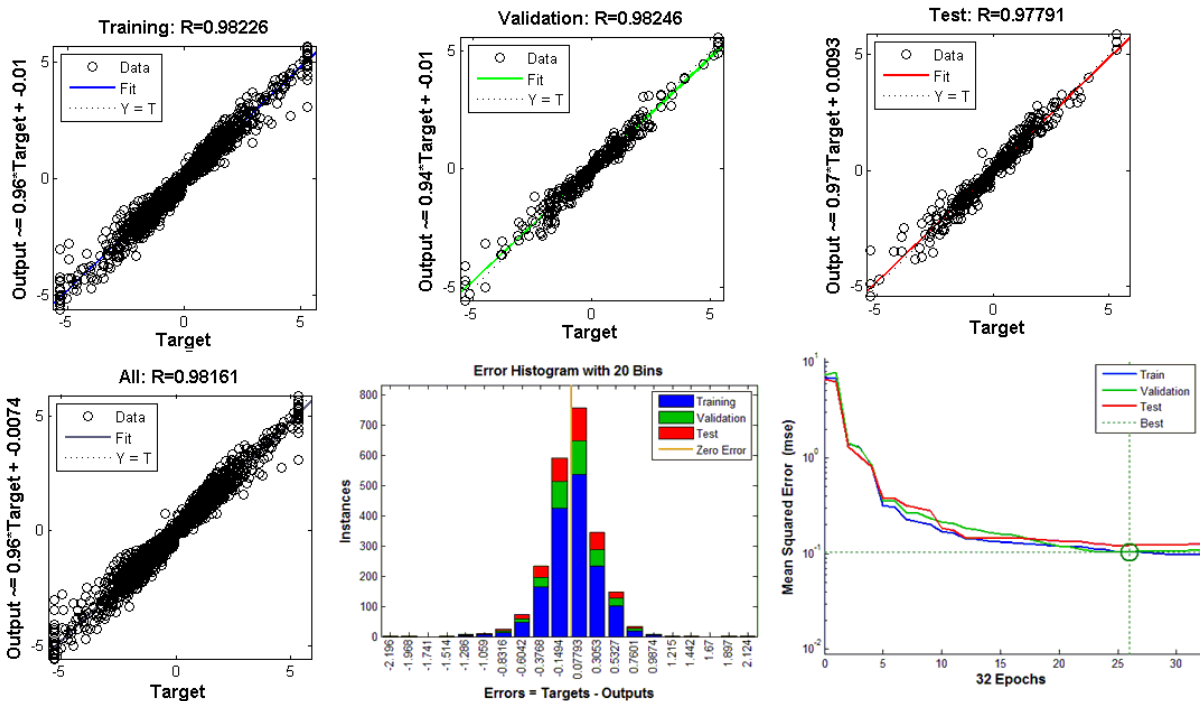 Training: R=0.98226
Output ~= 0.96*Target + -0.01
Data
Fit
Y = T
5
0
-5
-5
0
5
Target
Validation: R=0.98246
Output ~= 0.94*Target + -0.01
Data
Fit
Y = T
5
0
-5
-5
0
5
Target
Test: R=0.97791
Output ~= 0.97*Target + 0.0093
Data
Fit
Y = T
5
0
-5
-5
0
5
Target
All: R=0.98161
Output ~= 0.96*Target + -0.0074
Data
Fit
Y = T
5
0
-5
-5
0
5
Target
Error Histogram with 20 Bins
Instances
800
700
600
500
400
300
200
100
0
Training
Validation
Test
Zero Error
-2.196
-1.968
-1.741
-1.514
-1.286
-1.059
-0.8316
-0.6042
-0.3768
-0.1494
0.07793
0.3053
0.5327
0.7601
0.9874
1.215
1.442
1.67
1.897
2.124
Errors = Targets - Outputs
Mean Squared Error (mse)
10^1
10^0
10^-1
10^-2
Train
Validation
Test
Best
0
5
10
15
20
25
30
32 Epochs